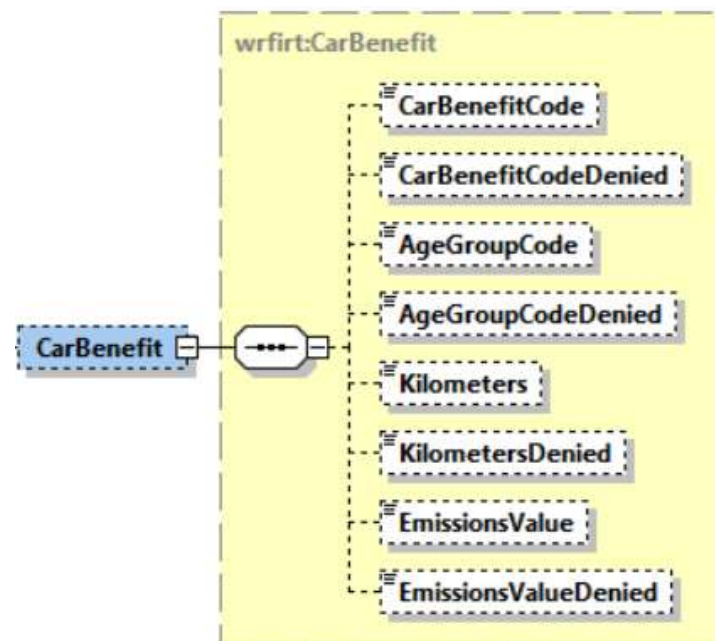 wrfirt:CarBenefit
CarBenefitCode
CarBenefitCodeDenied
AgeGroupCode
AgeGroupCodeDenied
CarBenefit
Kilometers
KilometersDenied
EmissionsValue
EmissionsValueDenied